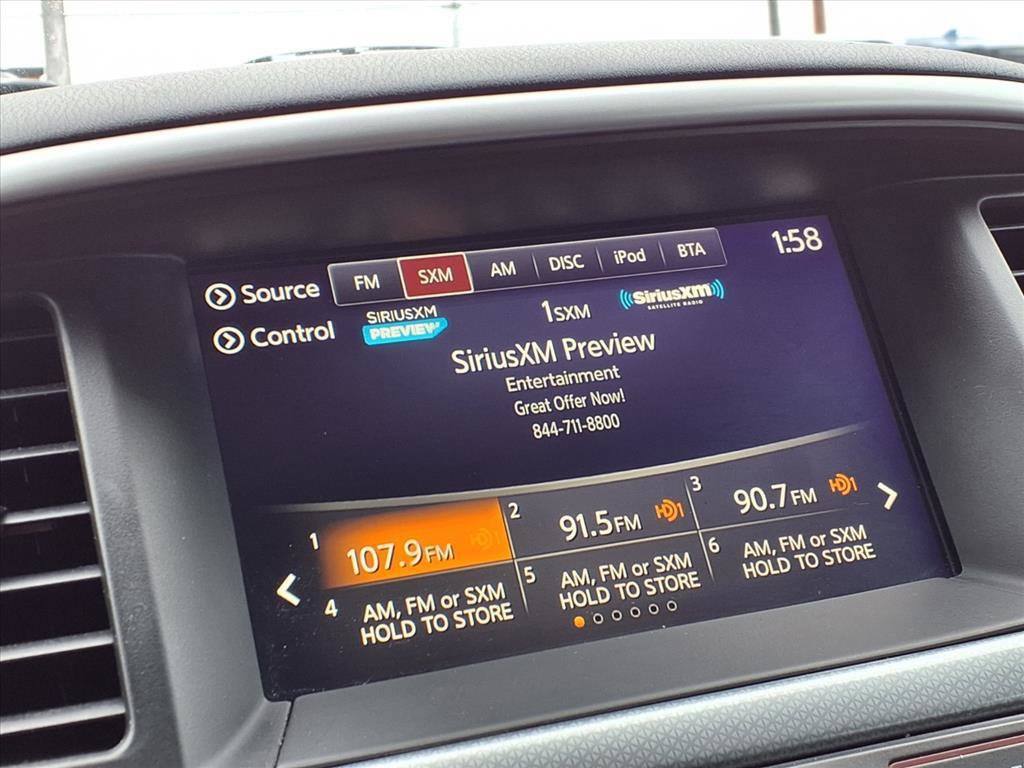 FM SXM AM DISC iPod BTA 1:58
Source
Control
SIRIUSXM
PREVIEW
1SXM
((SiriusXM))
SATELLITE RADIO
SiriusXM Preview
Entertainment
Great Offer Now!
844-711-8800
1 107.9FM HD1
2 91.5FM HD1
3 90.7FM HD1
4 AM, FM or SXM
HOLD TO STORE
5 AM, FM or SXM
HOLD TO STORE
6 AM, FM or SXM
HOLD TO STORE